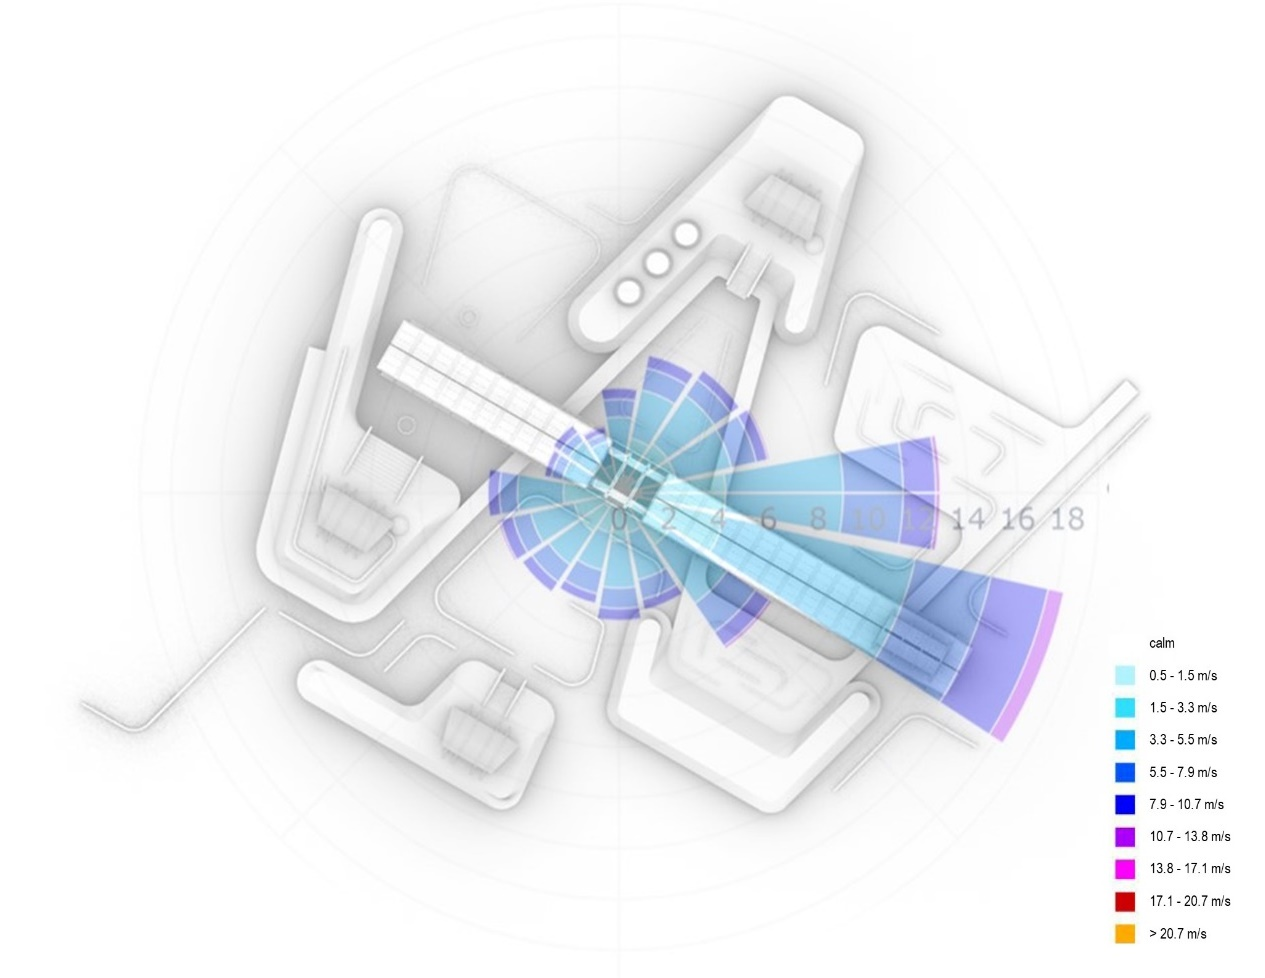 0 2 4 6 8 10 12 14 16 18
calm
0.5 - 1.5 m/s
1.5 - 3.3 m/s
3.3 - 5.5 m/s
5.5 - 7.9 m/s
7.9 - 10.7 m/s
10.7 - 13.8 m/s
13.8 - 17.1 m/s
17.1 - 20.7 m/s
> 20.7 m/s